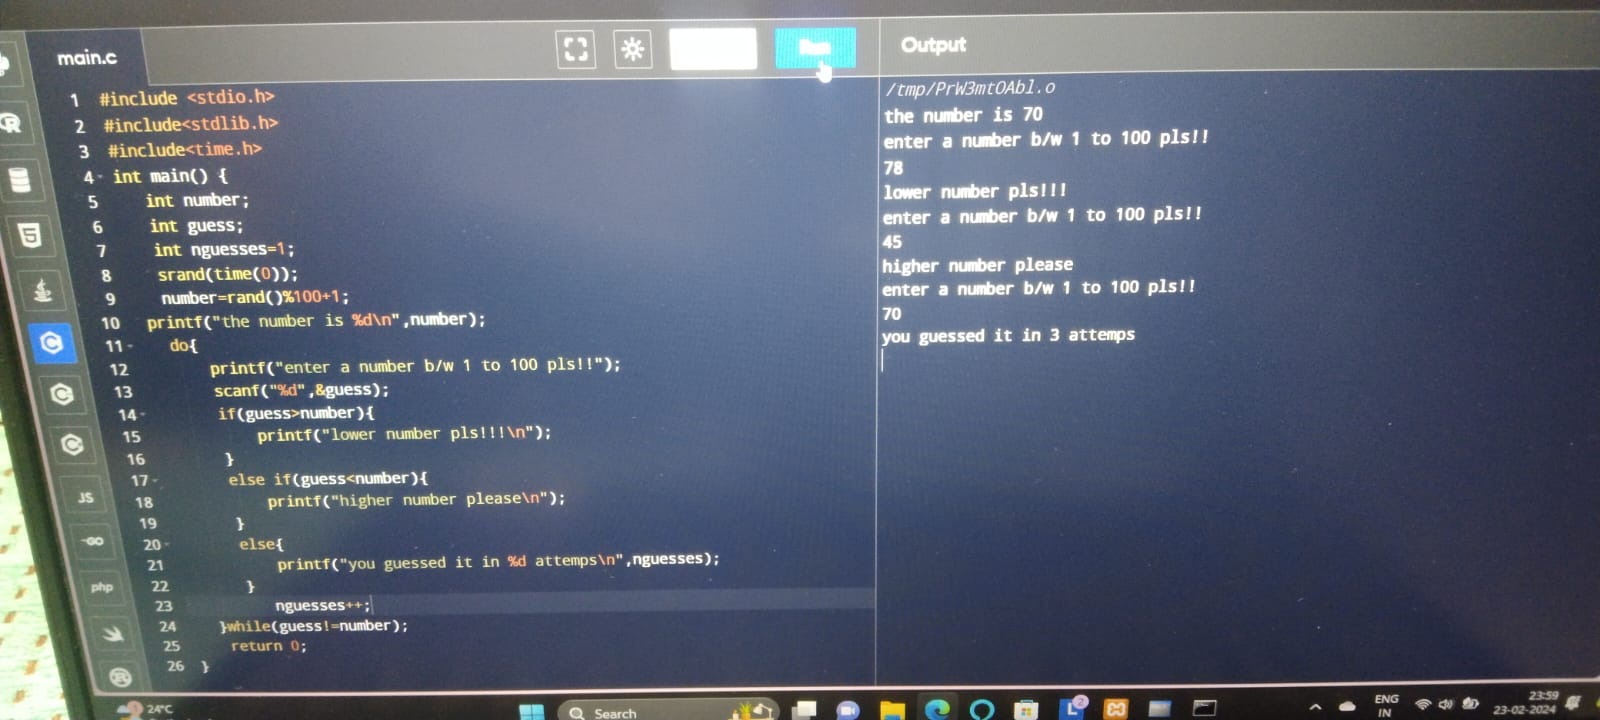 main.c
Run
Output
1 #include <stdio.h>
2 #include<stdlib.h>
3 #include<time.h>
4 int main() {
5 int number;
6 int guess;
7 int nguesses=1;
8 srand(time(0));
9 number=rand()%100+1;
10 printf("the number is %d\n",number);
11 do{
12 printf("enter a number b/w 1 to 100 pls!!");
13 scanf("%d",&guess);
14 if(guess>number){
15 printf("lower number pls!!!\n");
16 }
17 else if(guess<number){
18 printf("higher number please\n");
19 }
20 else{
21 printf("you guessed it in %d attemps\n",nguesses);
22 }
23 nguesses++;
24 }while(guess!=number);
25 return 0;
26 }
/tmp/PrW3mtOAbl.o
the number is 70
enter a number b/w 1 to 100 pls!!
78
lower number pls!!!
enter a number b/w 1 to 100 pls!!
45
higher number please
enter a number b/w 1 to 100 pls!!
70
you guessed it in 3 attemps
R
5
C
C
C
JS
GO
php
24°C
Search
L
2
ENG
IN
23:59
23-02-2024